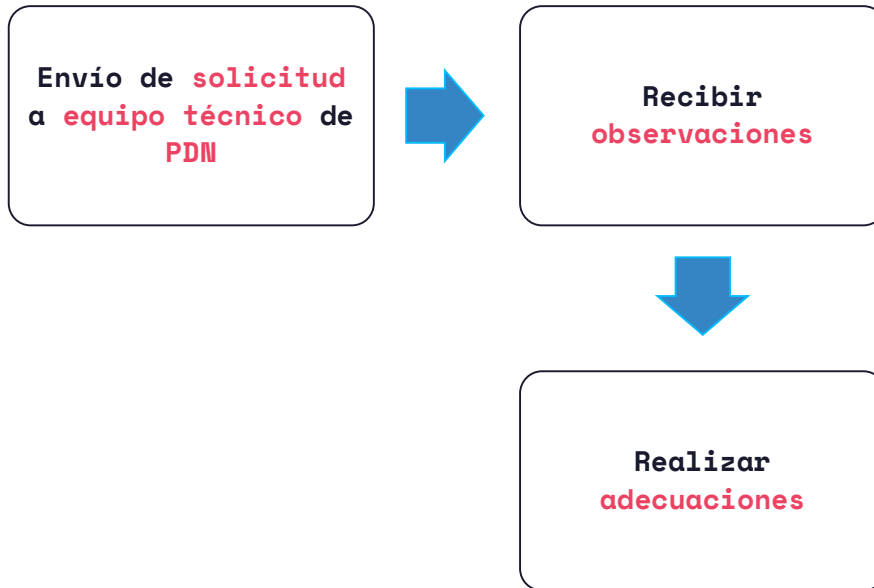 Envío de solicitud
a equipo técnico de
PDN
Recibir
observaciones
Realizar
adecuaciones